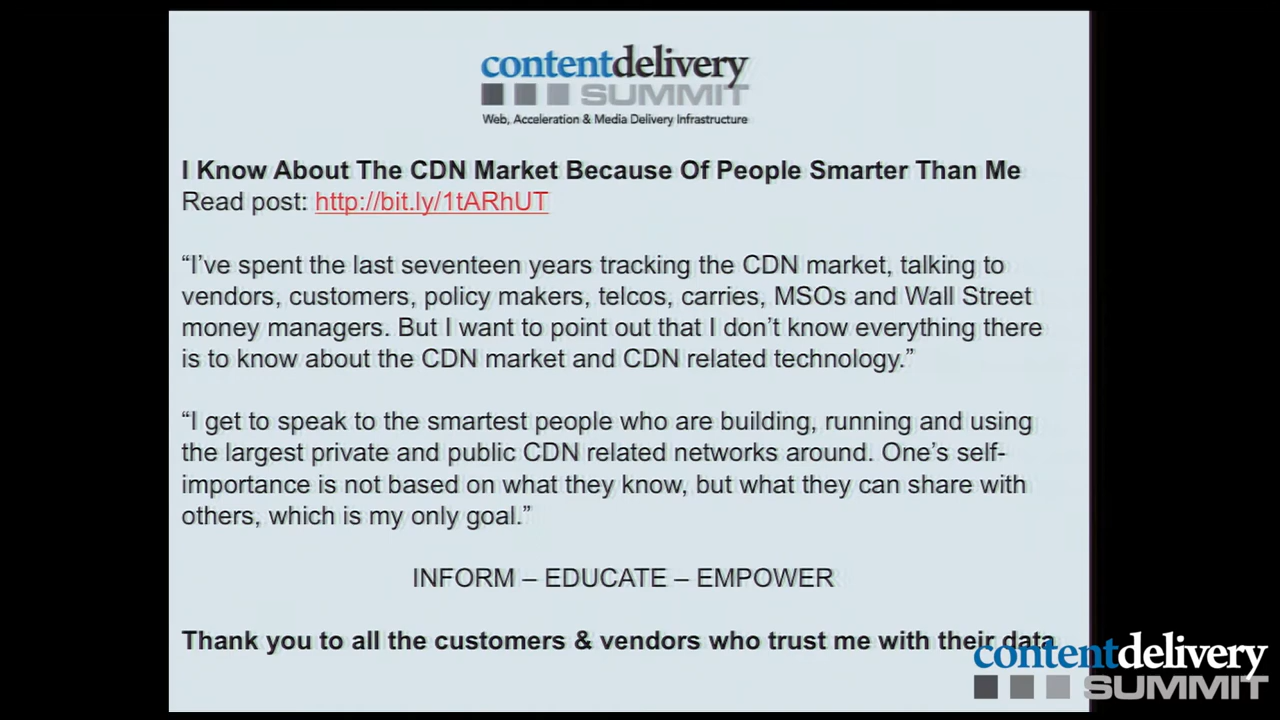 contentdelivery
SUMMIT
Web, Acceleration & Media Delivery Infrastructure
I Know About The CDN Market Because Of People Smarter Than Me
Read post: http://bit.ly/1tARhUT
“I’ve spent the last seventeen years tracking the CDN market, talking to
vendors, customers, policy makers, telcos, carries, MSOs and Wall Street
money managers. But I want to point out that I don’t know everything there
is to know about the CDN market and CDN related technology.”
“I get to speak to the smartest people who are building, running and using
the largest private and public CDN related networks around. One’s self-
importance is not based on what they know, but what they can share with
others, which is my only goal.”
INFORM – EDUCATE – EMPOWER
Thank you to all the customers & vendors who trust me with their data
contentdelivery
SUMMIT